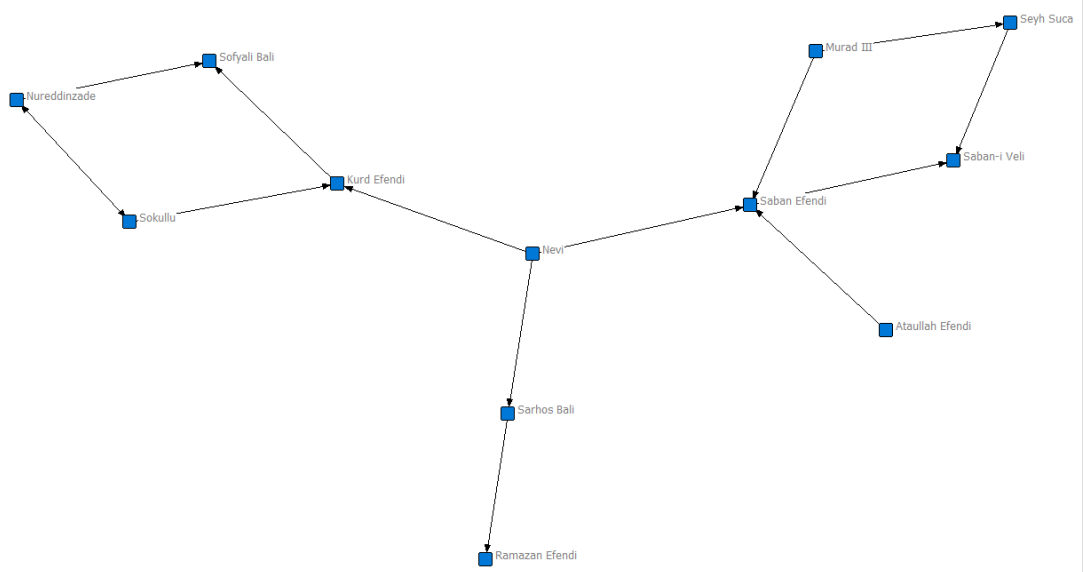 Seyh Suca
Murad III
Sofyali Bali
Nureddinzade
Saban-i Veli
Kurd Efendi
Saban Efendi
Sokullu
Nevi
Ataullah Efendi
Sarhos Bali
Ramazan Efendi